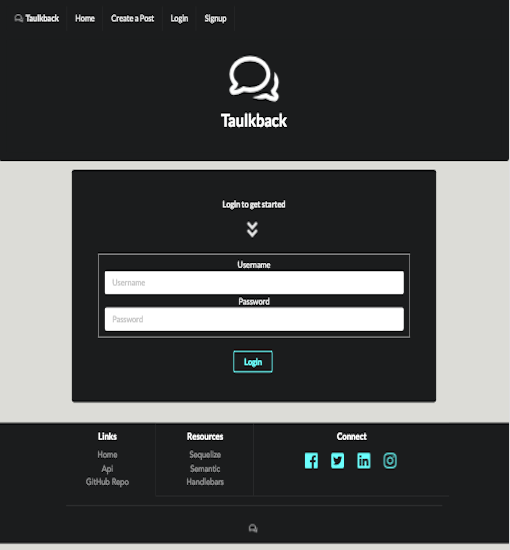 Taulkback Home Create a Post Login Signup
Taulkback
Login to get started
Username
Username
Password
Password
Login
Links Resources Connect
Home Sequelize
Api Semantic
GitHub Repo Handlebars